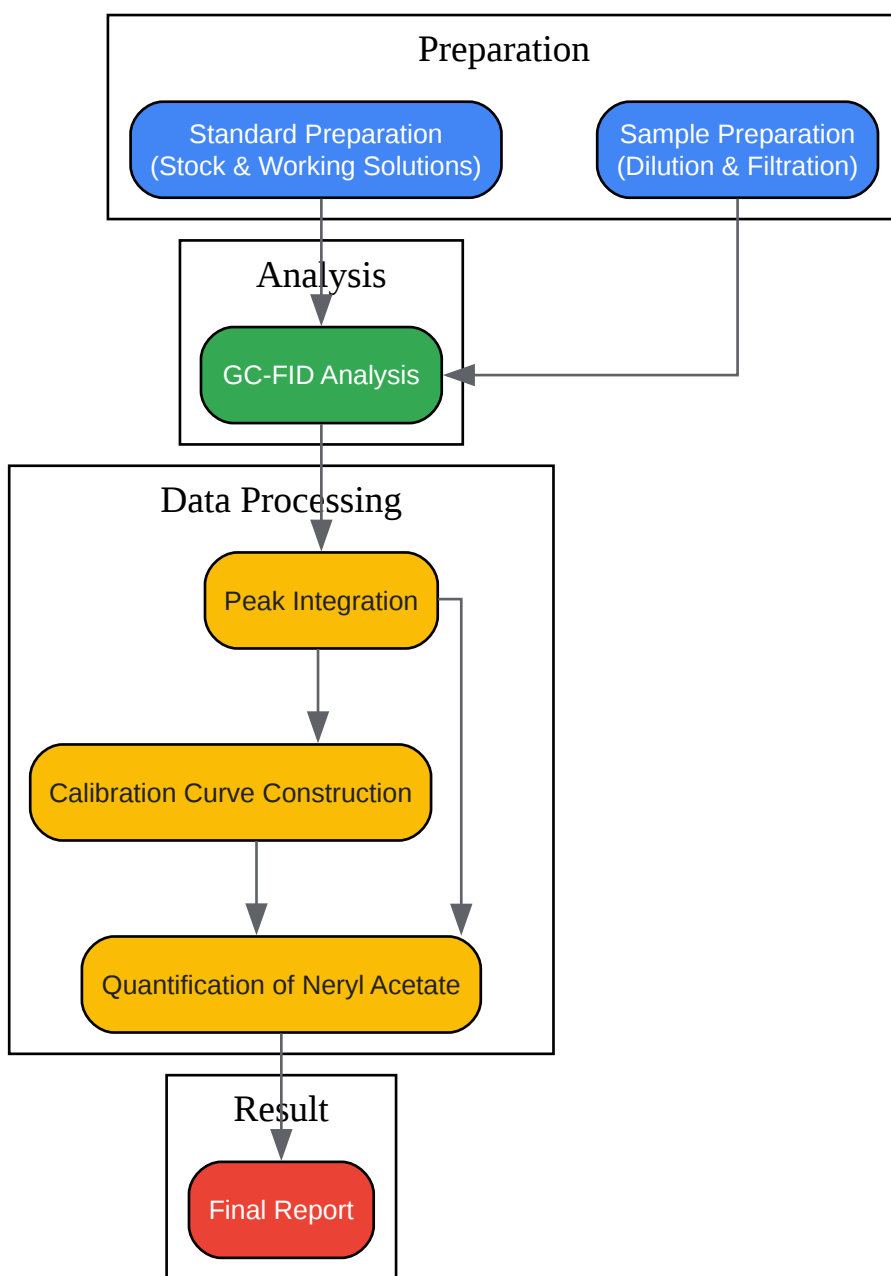 Preparation
Standard Preparation
(Stock & Working Solutions)
Sample Preparation
(Dilution & Filtration)
Analysis
GC-FID Analysis
Data Processing
Peak Integration
Calibration Curve Construction
Quantification of Neryl Acetate
Result
Final Report